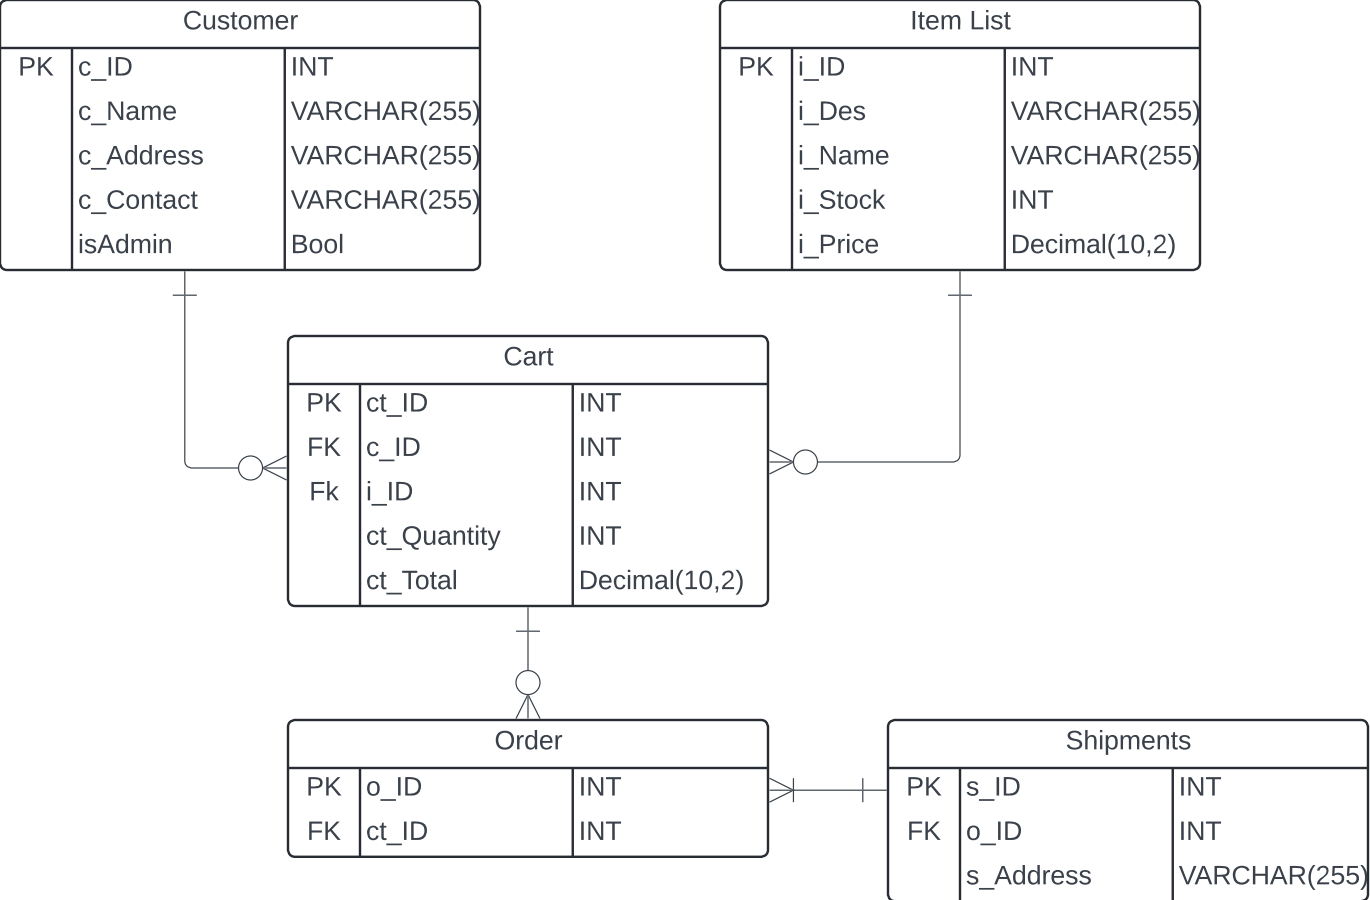 Customer
PK c_ID INT
c_Name VARCHAR(255)
c_Address VARCHAR(255)
c_Contact VARCHAR(255)
isAdmin Bool
Item List
PK i_ID INT
i_Des VARCHAR(255)
i_Name VARCHAR(255)
i_Stock INT
i_Price Decimal(10,2)
Cart
PK ct_ID INT
FK c_ID INT
Fk i_ID INT
ct_Quantity INT
ct_Total Decimal(10,2)
Order
PK o_ID INT
FK ct_ID INT
Shipments
PK s_ID INT
FK o_ID INT
s_Address VARCHAR(255)